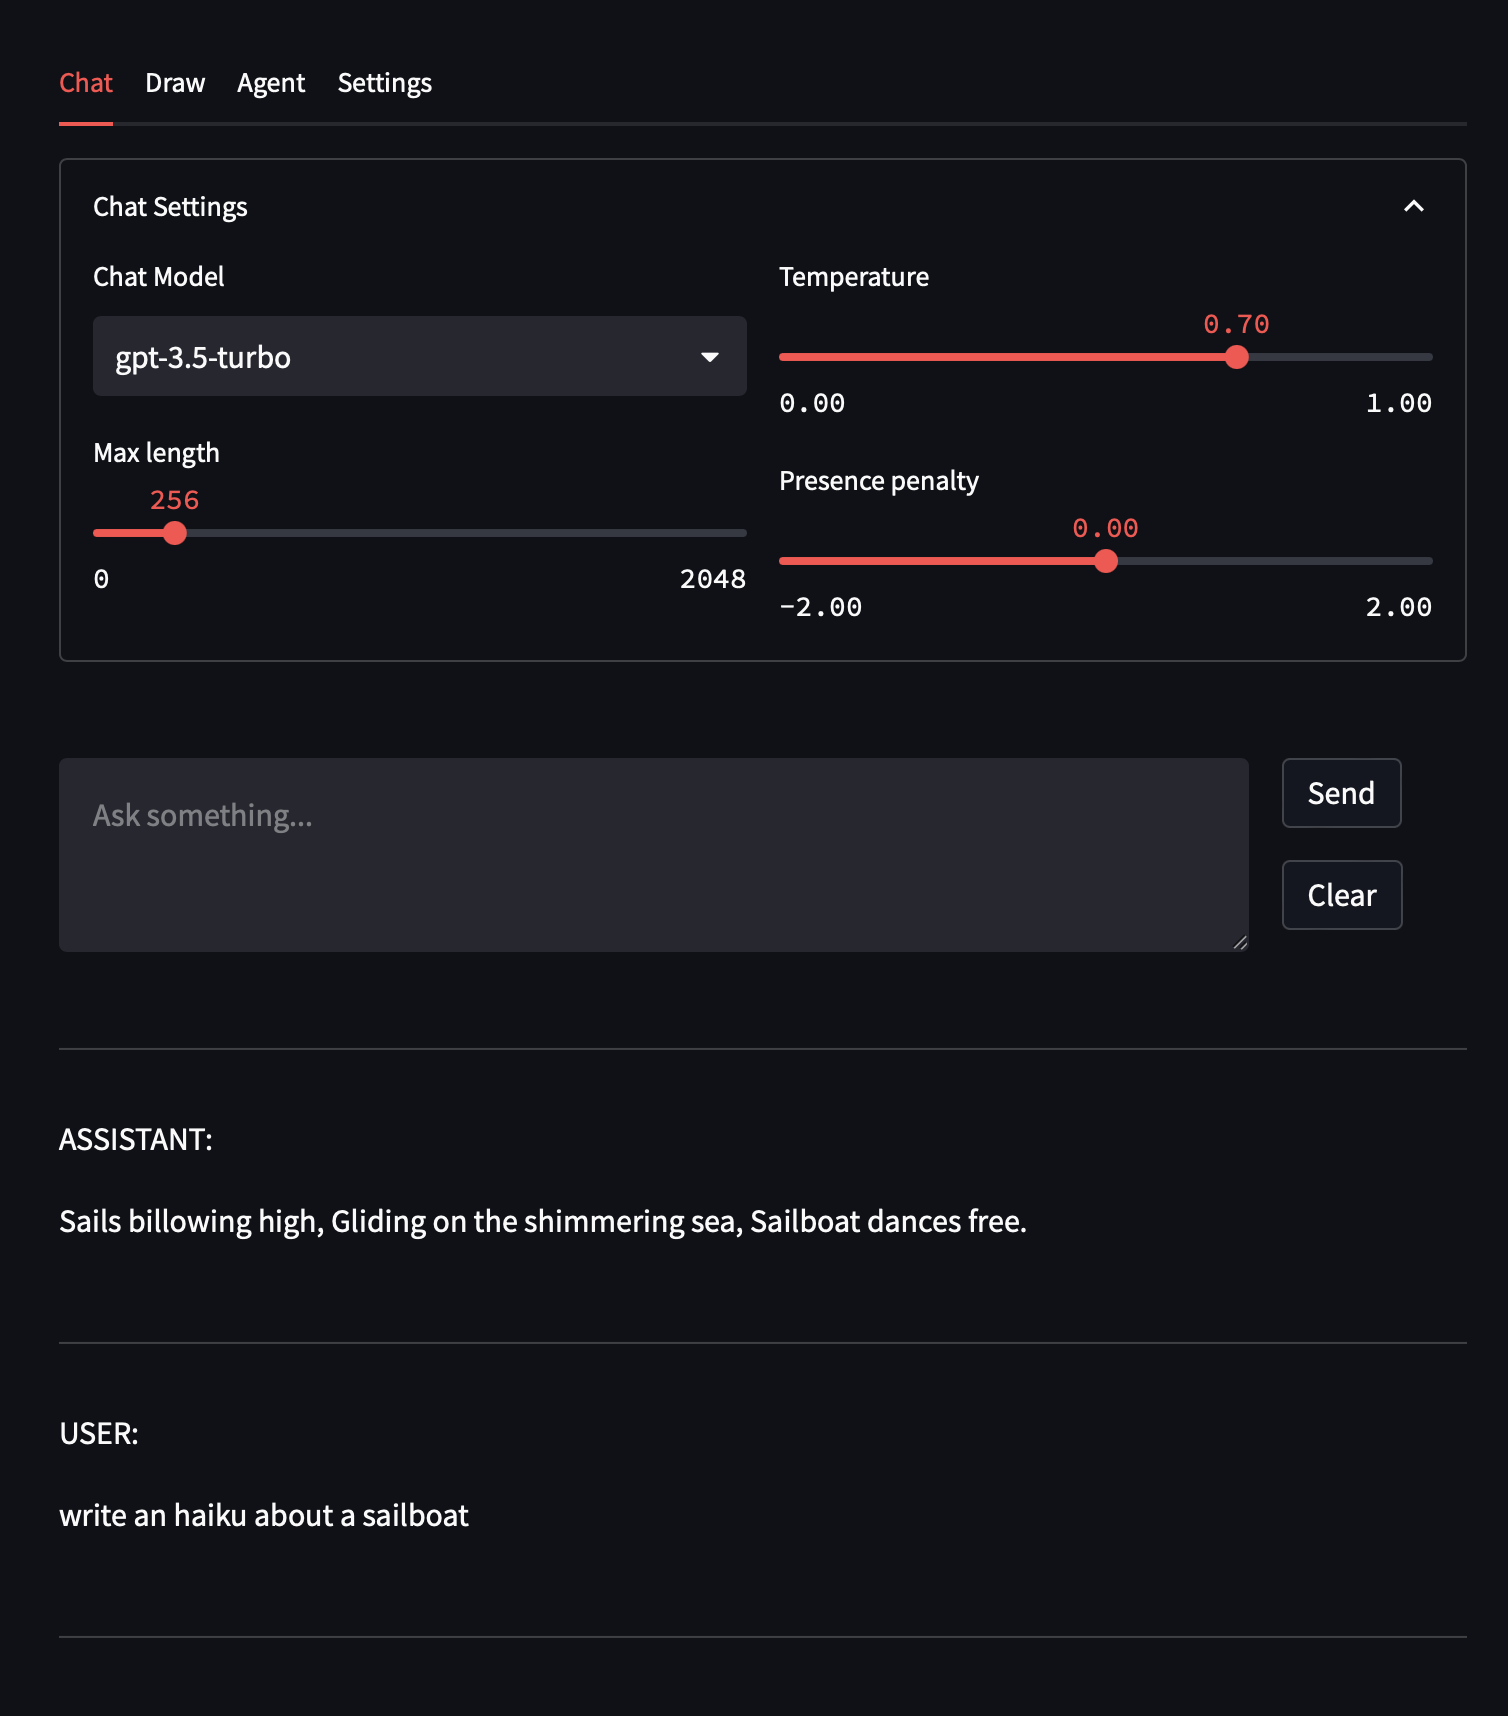 Chat Draw Agent Settings
Chat Settings
Chat Model
gpt-3.5-turbo
Max length
256
0 2048
Temperature
0.70
0.00 1.00
Presence penalty
0.00
-2.00 2.00
Ask something...
Send
Clear
ASSISTANT:
Sails billowing high, Gliding on the shimmering sea, Sailboat dances free.
USER:
write an haiku about a sailboat